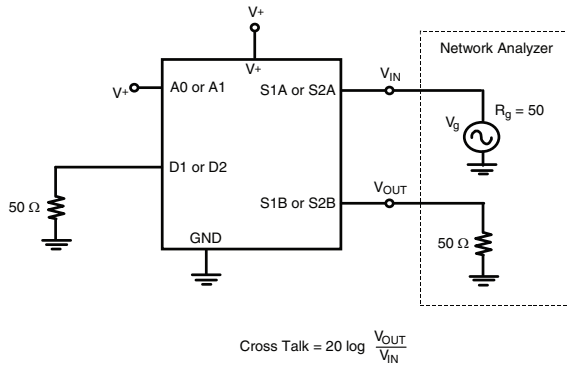 V+
Network Analyzer
V+
V+
A0 or A1
S1A or S2A
VIN
Vg
Rg = 50
D1 or D2
VOUT
50 Ω
S1B or S2B
50 Ω
GND
Cross Talk = 20 log VOUT
VIN